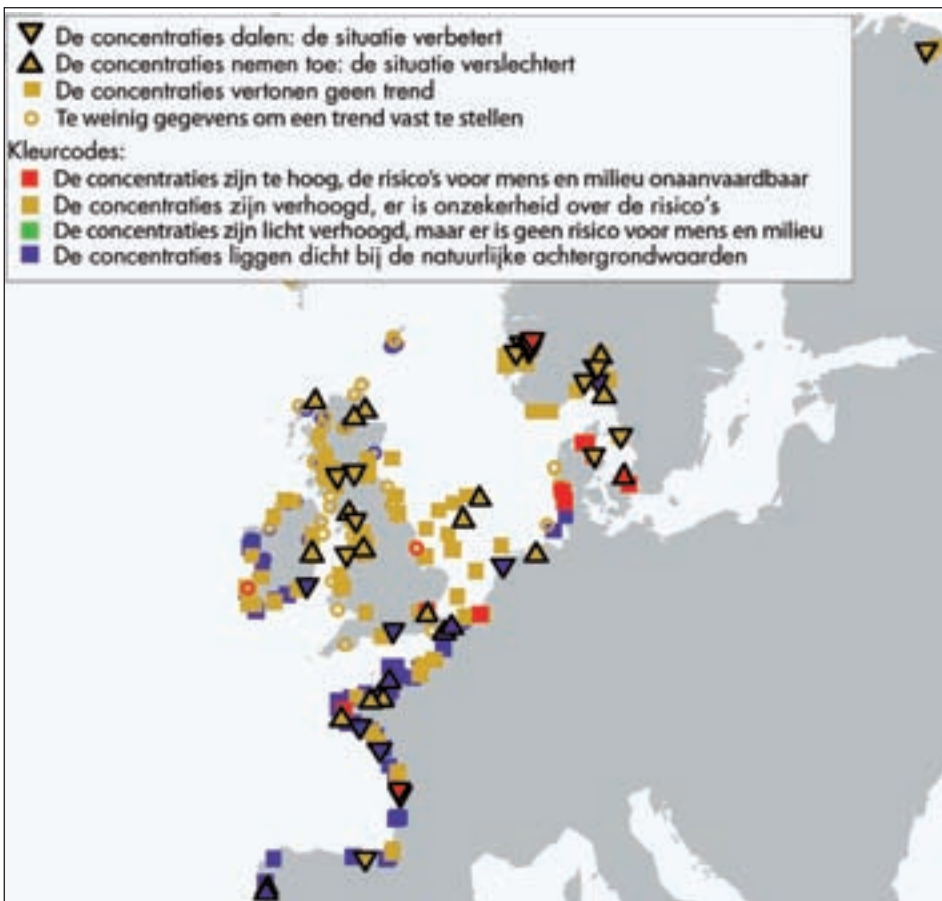 De concentraties dalen: de situatie verbetert
De concentraties nemen toe: de situatie verslechtert
De concentraties vertonen geen trend
Te weinig gegevens om een trend vast te stellen
Kleurcodes:
De concentraties zijn te hoog, de risico's voor mens en milieu onaanvaardbaar
De concentraties zijn verhoogd, er is onzekerheid over de risico's
De concentraties zijn licht verhoogd, maar er is geen risico voor mens en milieu
De concentraties liggen dicht bij de natuurlijke achtergrondwaarden